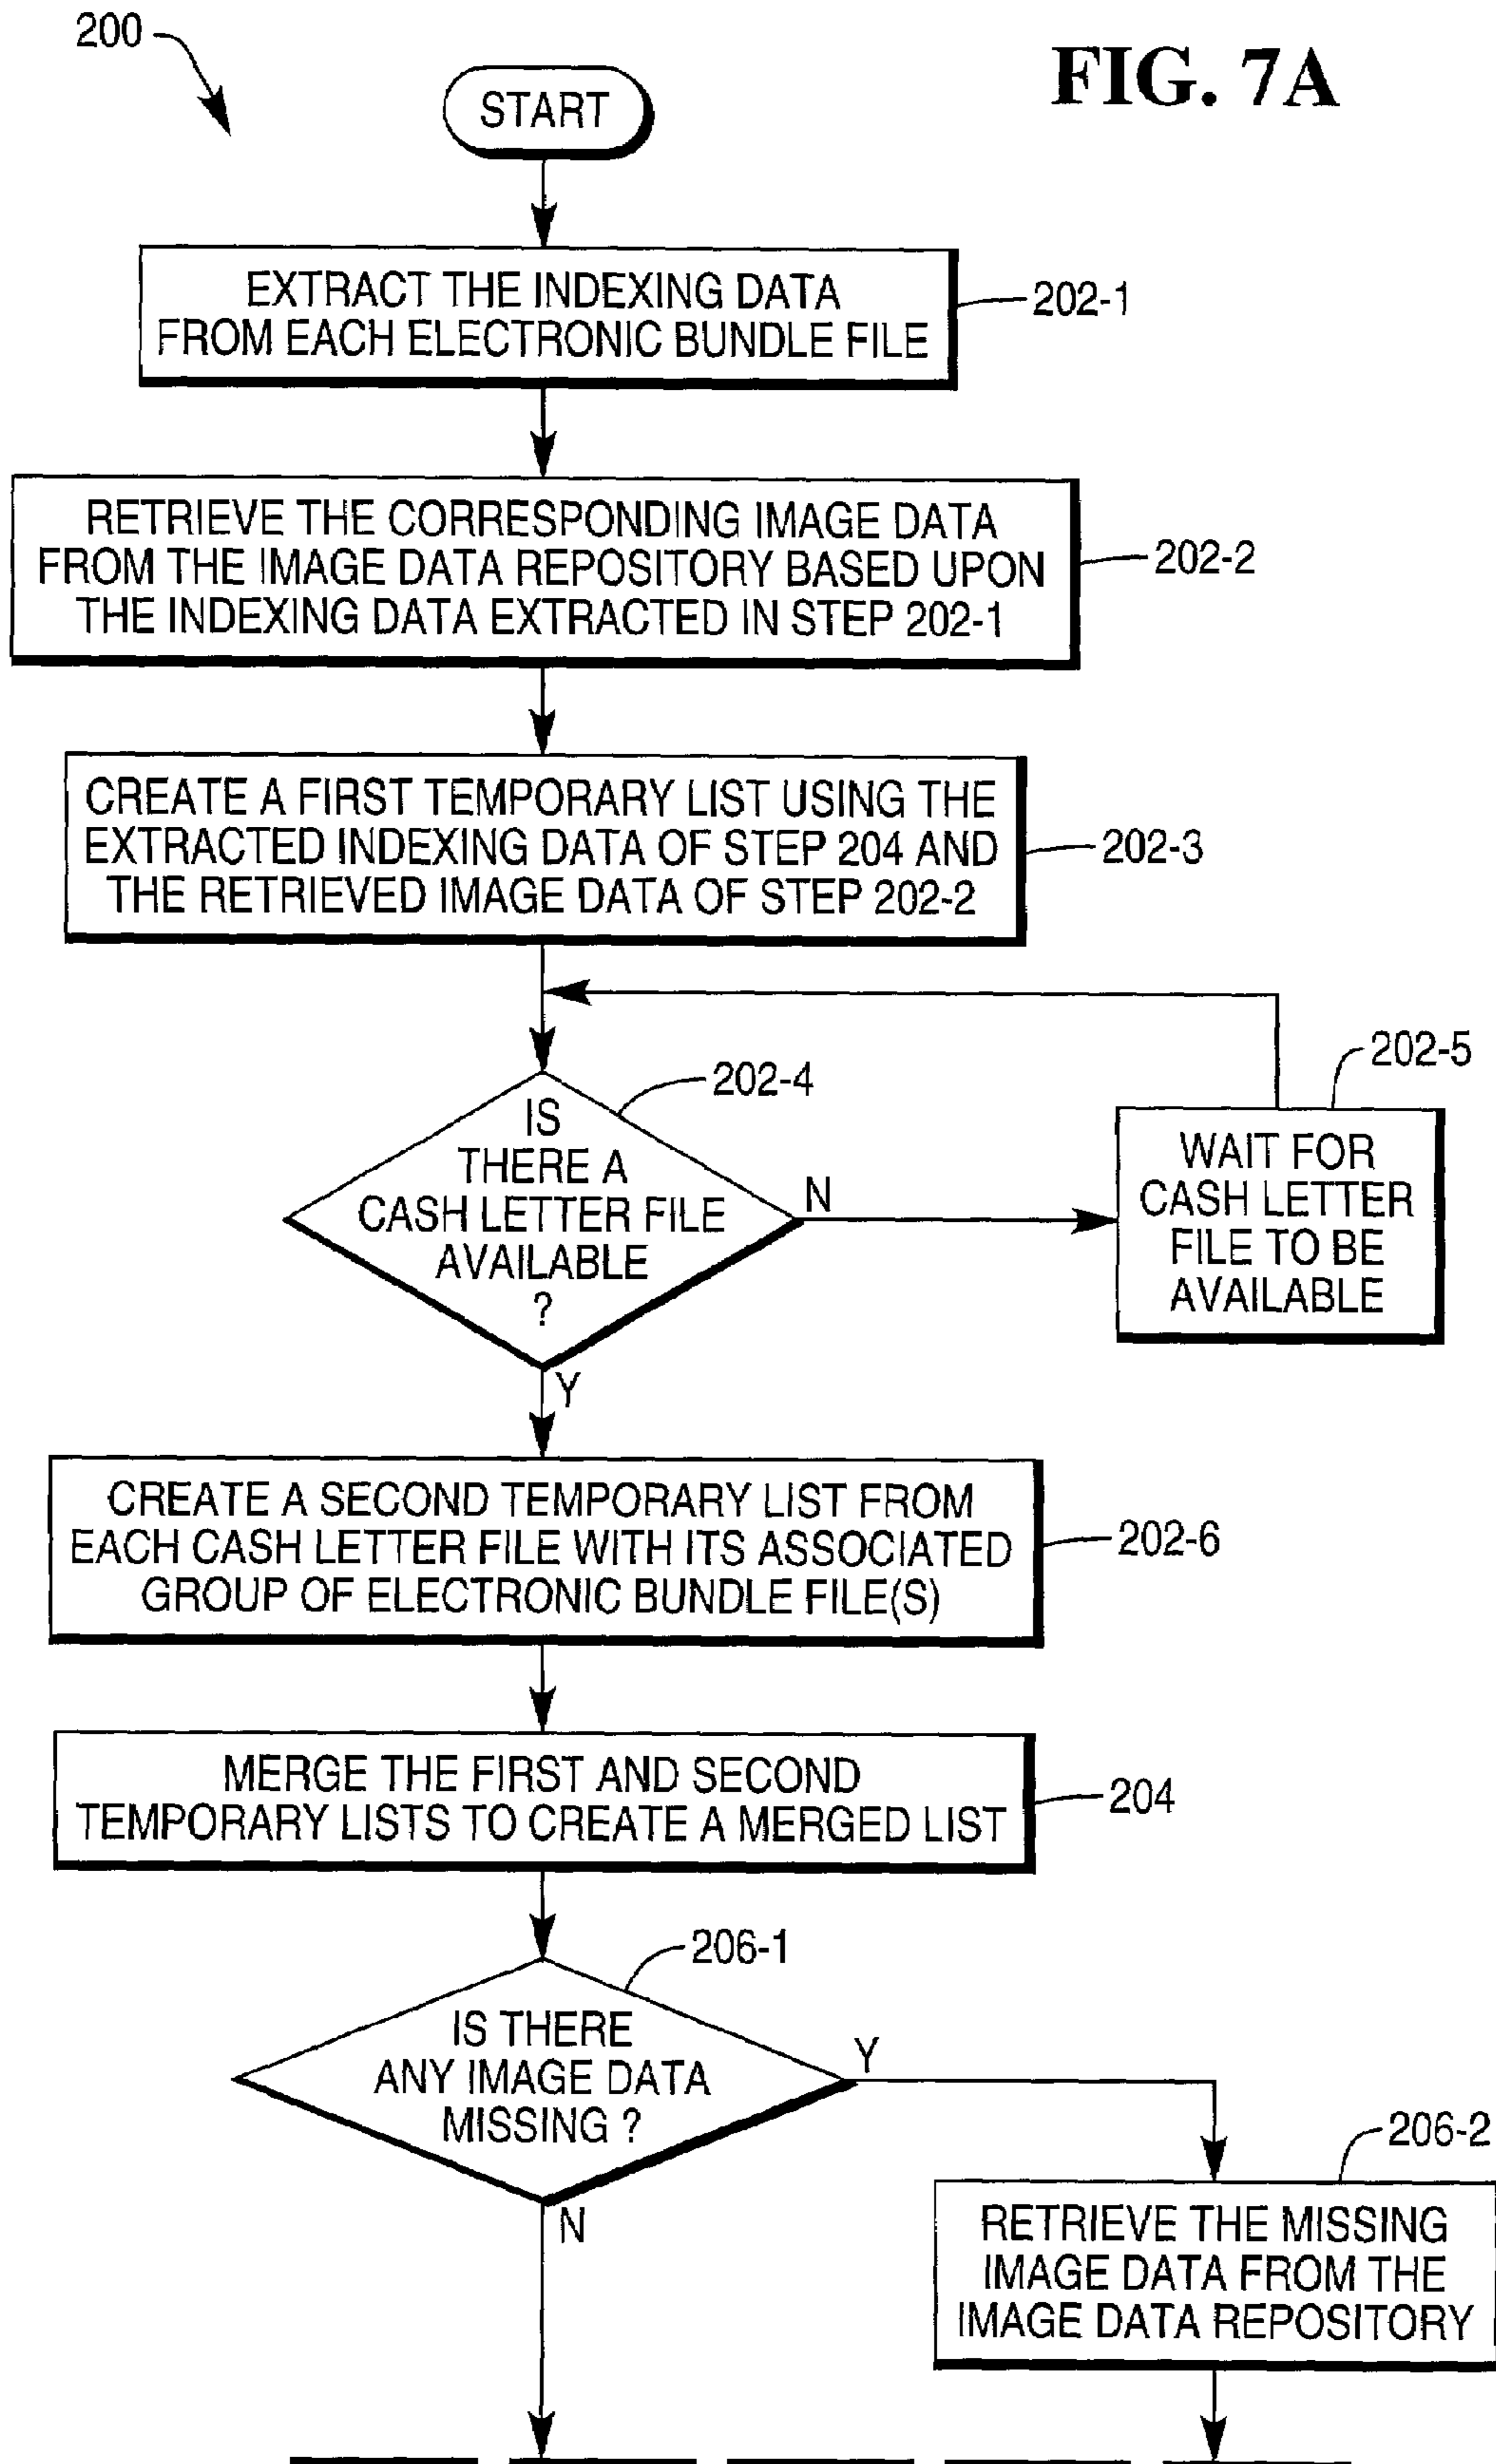 200
FIG. 7A
START
EXTRACT THE INDEXING DATA
FROM EACH ELECTRONIC BUNDLE FILE
202-1
RETRIEVE THE CORRESPONDING IMAGE DATA
FROM THE IMAGE DATA REPOSITORY BASED UPON
THE INDEXING DATA EXTRACTED IN STEP 202-1
202-2
CREATE A FIRST TEMPORARY LIST USING THE
EXTRACTED INDEXING DATA OF STEP 204 AND
THE RETRIEVED IMAGE DATA OF STEP 202-2
202-3
202-4
IS
THERE A
CASH LETTER FILE
AVAILABLE
?
N
Y
202-5
WAIT FOR
CASH LETTER
FILE TO BE
AVAILABLE
CREATE A SECOND TEMPORARY LIST FROM
EACH CASH LETTER FILE WITH ITS ASSOCIATED
GROUP OF ELECTRONIC BUNDLE FILE(S)
202-6
MERGE THE FIRST AND SECOND
TEMPORARY LISTS TO CREATE A MERGED LIST
204
206-1
IS THERE
ANY IMAGE DATA
MISSING ?
Y
N
206-2
RETRIEVE THE MISSING
IMAGE DATA FROM THE
IMAGE DATA REPOSITORY